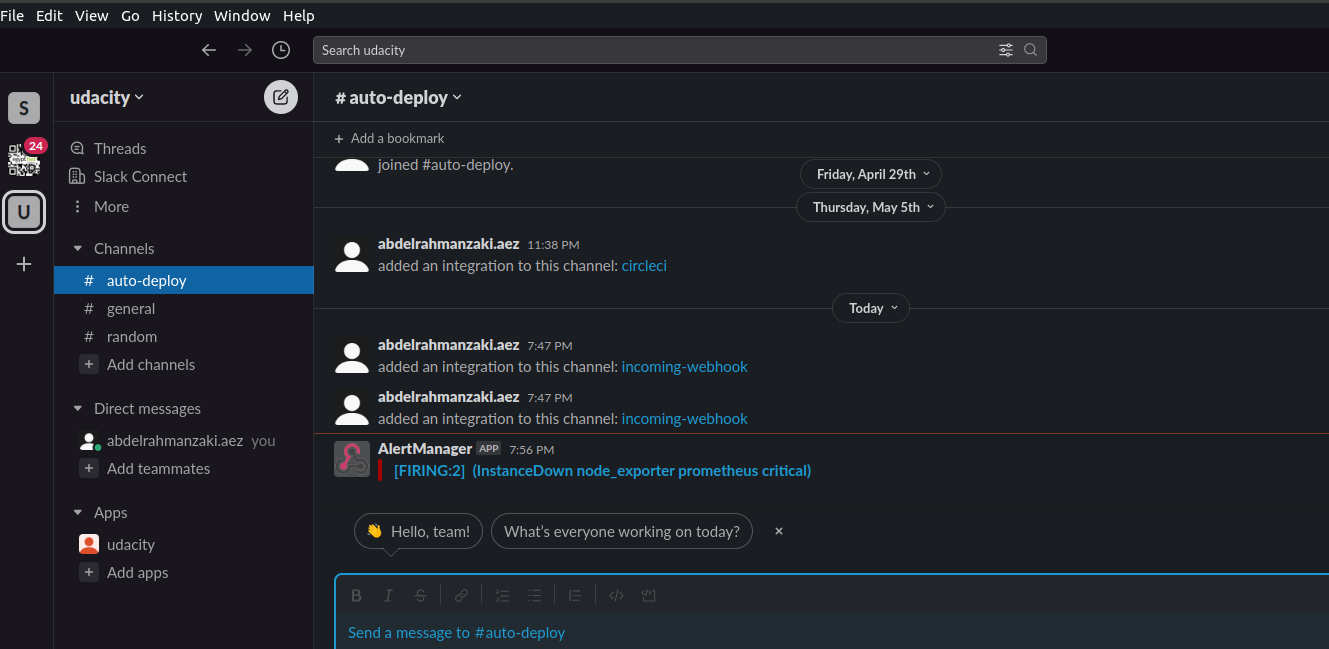 File Edit View Go History Window Help
Search udacity
S
24
U
udacity
Threads
Slack Connect
More
Channels
# auto-deploy
# general
# random
+ Add channels
Direct messages
abdelrahmanzaki.aez you
+ Add teammates
Apps
udacity
+ Add apps
# auto-deploy
+ Add a bookmark
joined #auto-deploy.
Friday, April 29th
Thursday, May 5th
abdelrahmanzaki.aez 11:38 PM
added an integration to this channel: circleci
Today
abdelrahmanzaki.aez 7:47 PM
added an integration to this channel: incoming-webhook
abdelrahmanzaki.aez 7:47 PM
added an integration to this channel: incoming-webhook
AlertManager APP 7:56 PM
[FIRING:2] (InstanceDown node_exporter prometheus critical)
👋 Hello, team! What's everyone working on today? ×
B I S
Send a message to #auto-deploy